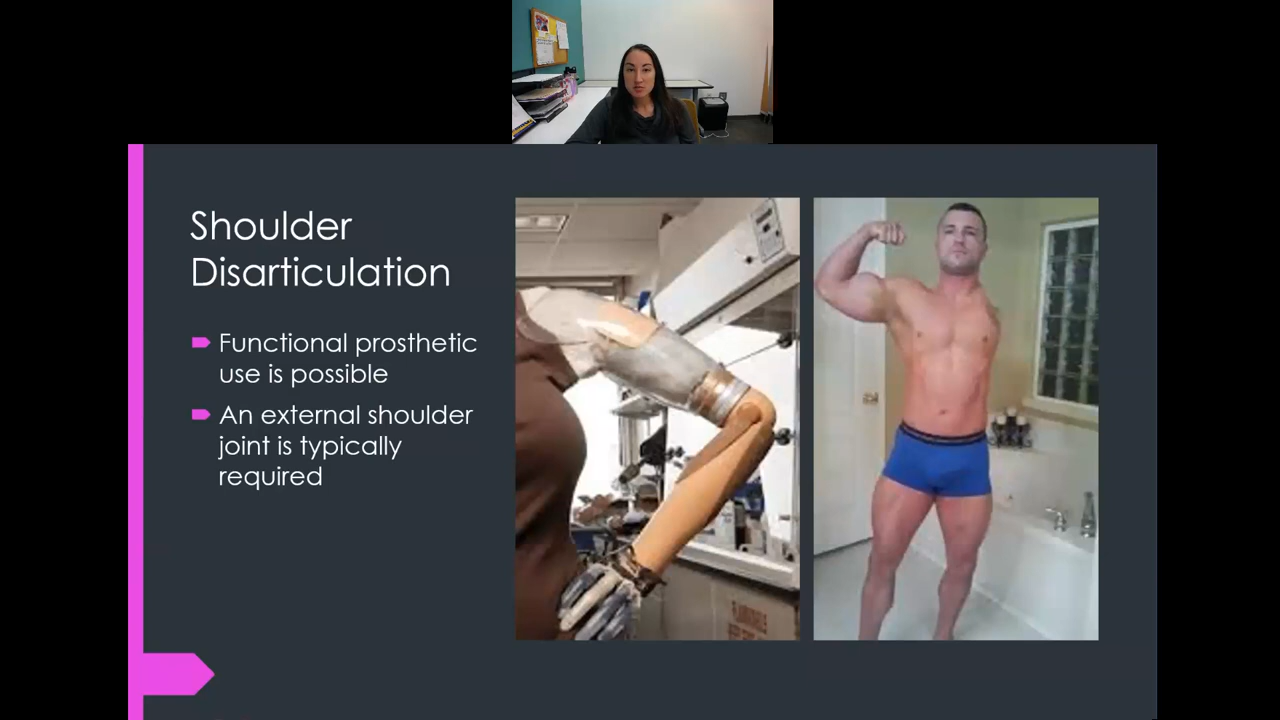 Shoulder
Disarticulation
Functional prosthetic
use is possible
An external shoulder
joint is typically
required